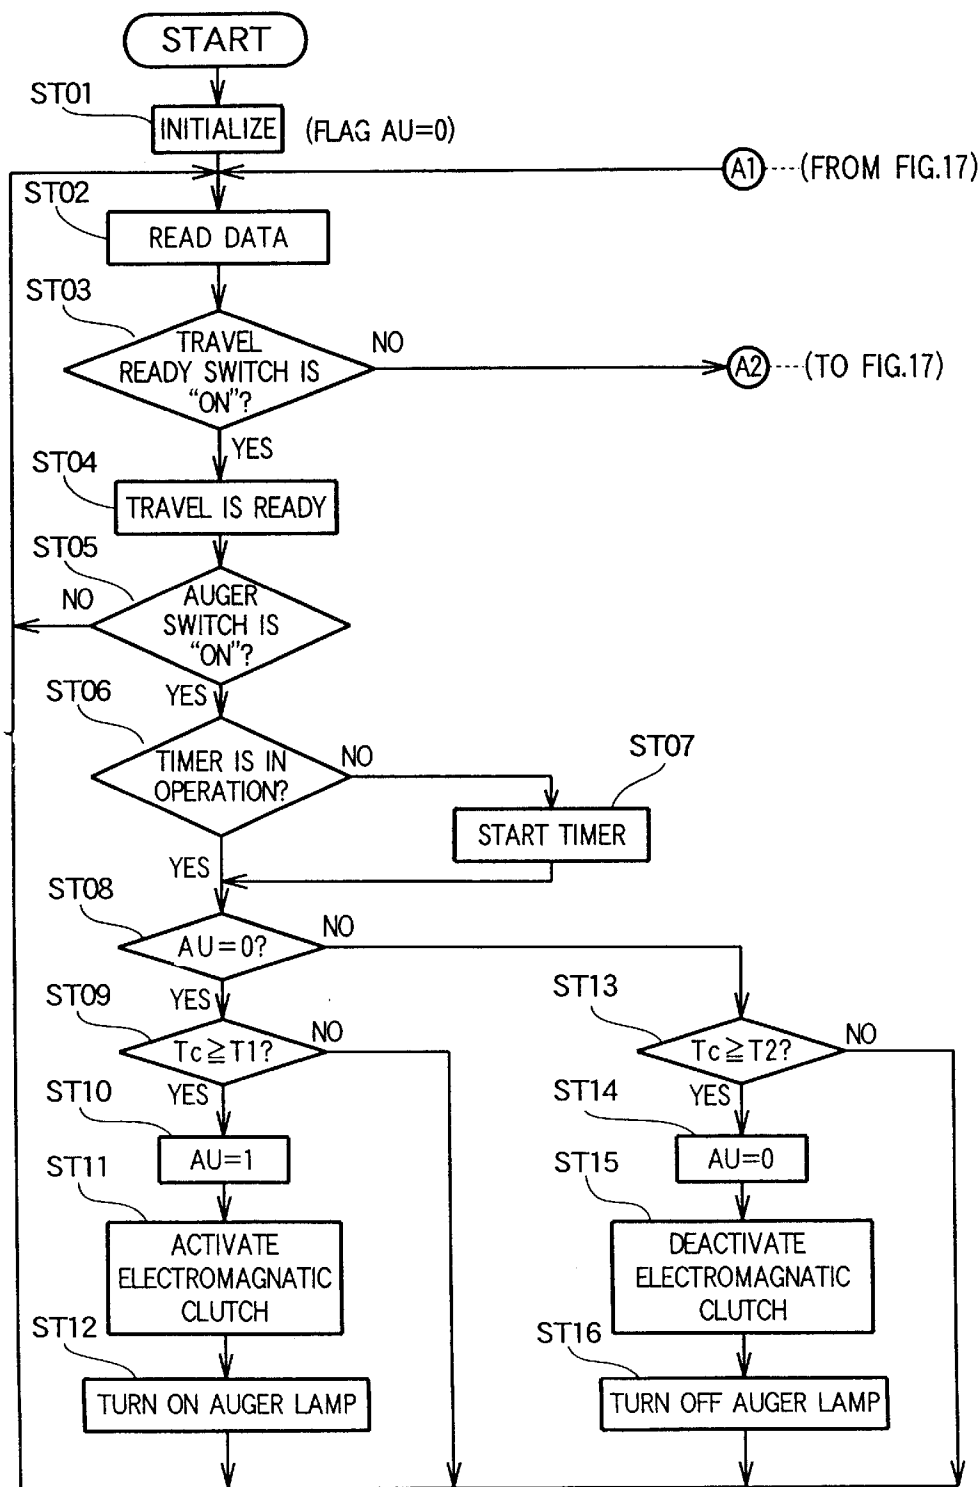 START
ST01
INITIALIZE (FLAG AU=0)
A1 (FROM FIG.17)
ST02
READ DATA
ST03
TRAVEL
READY SWITCH IS
"ON"?
NO
A2 (TO FIG.17)
YES
ST04
TRAVEL IS READY
ST05
NO
AUGER
SWITCH IS
"ON"?
YES
ST06
TIMER IS IN
OPERATION?
NO
ST07
START TIMER
YES
ST08
AU=0?
NO
YES
ST09
Tc≧T1?
NO
YES
ST10
AU=1
ST11
ACTIVATE
ELECTROMAGNETIC
CLUTCH
ST12
TURN ON AUGER LAMP
ST13
Tc≧T2?
NO
YES
ST14
AU=0
ST15
DEACTIVATE
ELECTROMAGNETIC
CLUTCH
ST16
TURN OFF AUGER LAMP